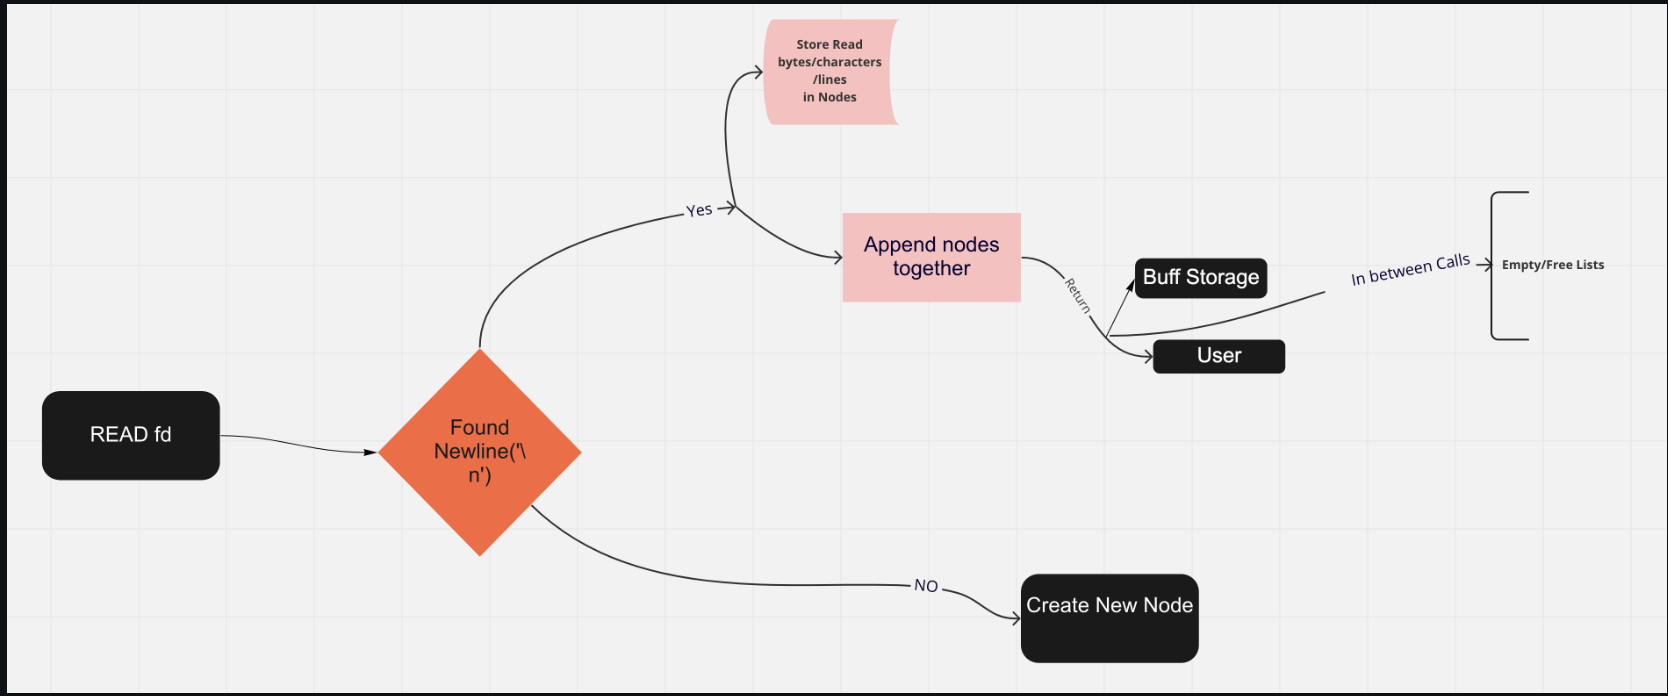 Store Read
bytes/characters
/lines
in Nodes
Yes
Append nodes
together
Return
Buff Storage
User
In between Calls
Empty/Free Lists
READ fd
Found
Newline('\
n')
NO
Create New Node